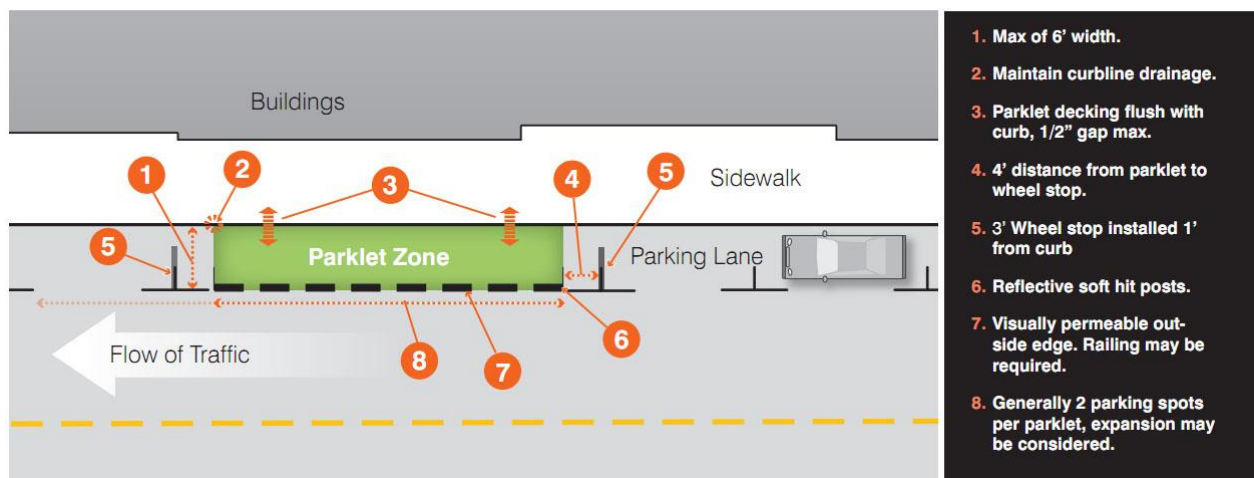 Buildings
1
2
3
4
5
Sidewalk
5
Parklet Zone
Parking Lane
Flow of Traffic
8
7
6
1. Max of 6' width.
2. Maintain curbline drainage.
3. Parklet decking flush with
curb, 1/2” gap max.
4. 4' distance from parklet to
wheel stop.
5. 3' Wheel stop installed 1'
from curb
6. Reflective soft hit posts.
7. Visually permeable out-
side edge. Railing may be
required.
8. Generally 2 parking spots
per parklet, expansion may
be considered.